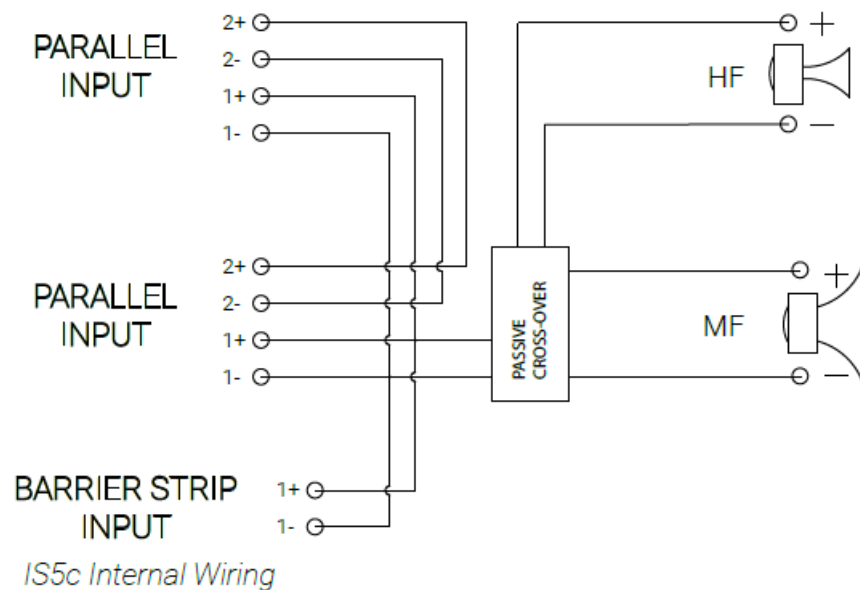 PARALLEL
INPUT
2+
2-
1+
1-
HF
+
—
PARALLEL
INPUT
2+
2-
1+
1-
PASSIVE
CROSS-OVER
MF
+
—
BARRIER STRIP
INPUT
1+
1-
IS5c Internal Wiring